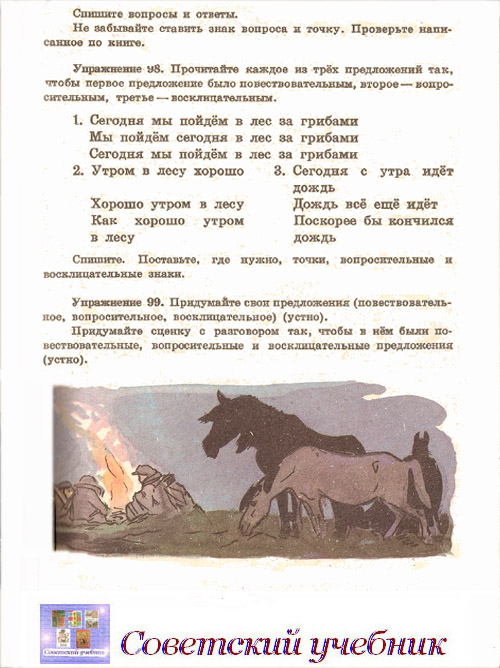 Спишите вопросы и ответы.
Не забывайте ставить знак вопроса и точку. Проверьте напи-
санное по книге.
Упражнение 98. Прочитайте каждое из трёх предложений так,
чтобы первое предложение было повествовательным, второе — вопро-
сительным, третье — восклицательным.
1. Сегодня мы пойдём в лес за грибами
Мы пойдём сегодня в лес за грибами
Сегодня мы пойдём в лес за грибами
2. Утром в лесу хорошо
Хорошо утром в лесу
Как хорошо утром
в лесу
3. Сегодня с утра идёт
дождь
Дождь всё ещё идёт
Поскорее бы кончился
дождь
Спишите. Поставьте, где нужно, точки, вопросительные и
восклицательные знаки.
Упражнение 99. Придумайте свои предложения (повествователь-
ное, вопросительное, восклицательное) (устно).
Придумайте сценку с разговором так, чтобы в нём были по-
вествовательные, вопросительные и восклицательные предложения
(устно).
Советский учебник
Советский учебник